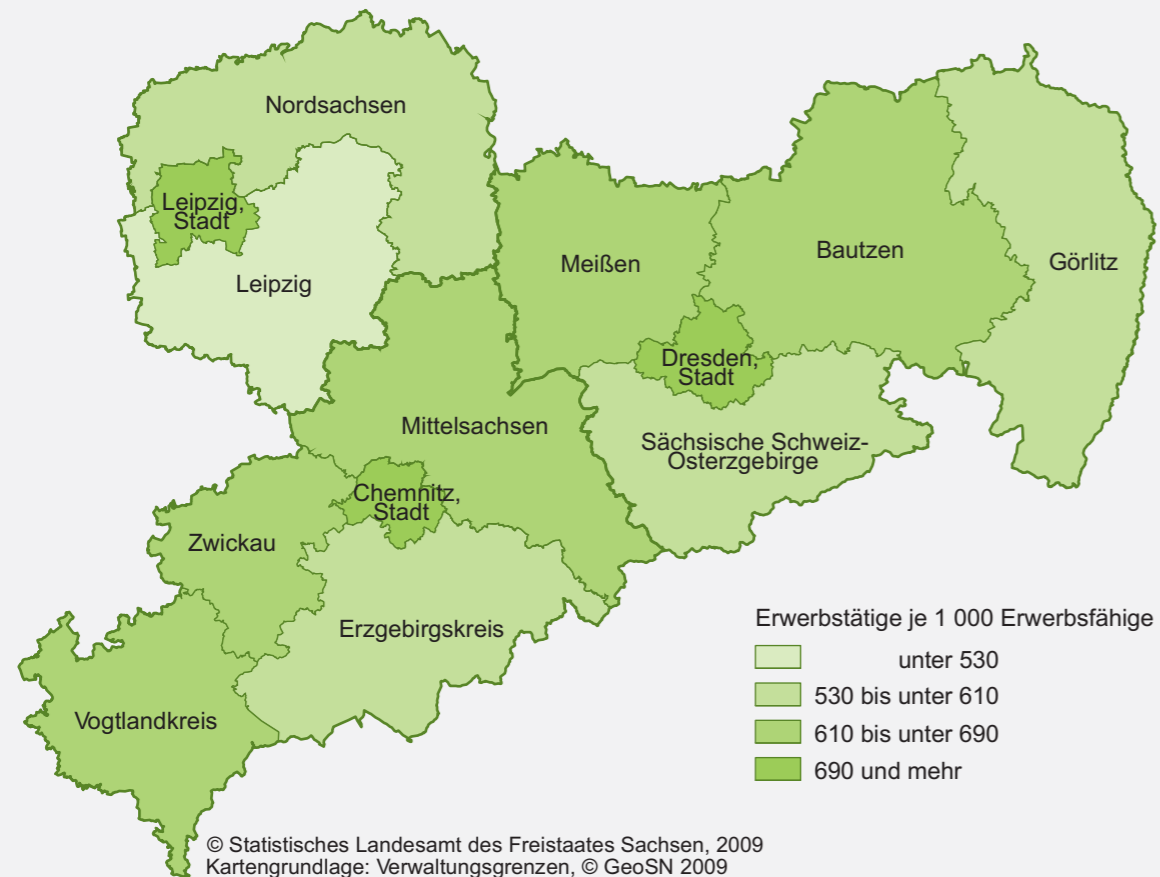 Nordsachsen
Leipzig,
Stadt
Leipzig
Meißen
Bautzen
Görlitz
Dresden,
Stadt
Mittelsachsen
Sächsische Schweiz-
Osterzgebirge
Chemnitz,
Stadt
Zwickau
Erzgebirgskreis
Vogtlandkreis
Erwerbstätige je 1 000 Erwerbsfähige
unter 530
530 bis unter 610
610 bis unter 690
690 und mehr
© Statistisches Landesamt des Freistaates Sachsen, 2009
Kartengrundlage: Verwaltungsgrenzen, © GeoSN 2009